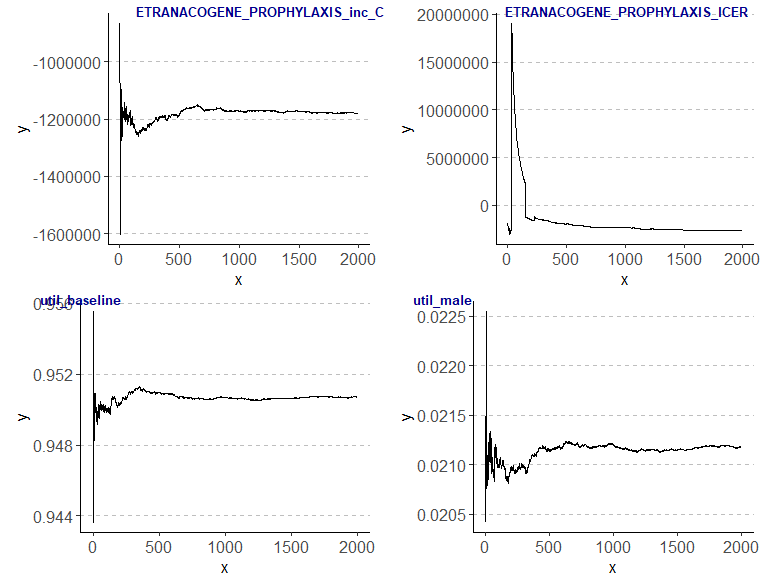 ETRANACOGENE_PROPHYLAXIS_inc_C
-1000000
-1200000
-1400000
-1600000
y
0 500 1000 1500 2000
x
ETRANACOGENE_PROPHYLAXIS_ICER
20000000
15000000
10000000
5000000
0
y
0 500 1000 1500 2000
x
util_baseline
0.956
0.952
0.948
0.944
y
0 500 1000 1500 2000
x
util_male
0.0225
0.0220
0.0215
0.0210
0.0205
y
0 500 1000 1500 2000
x